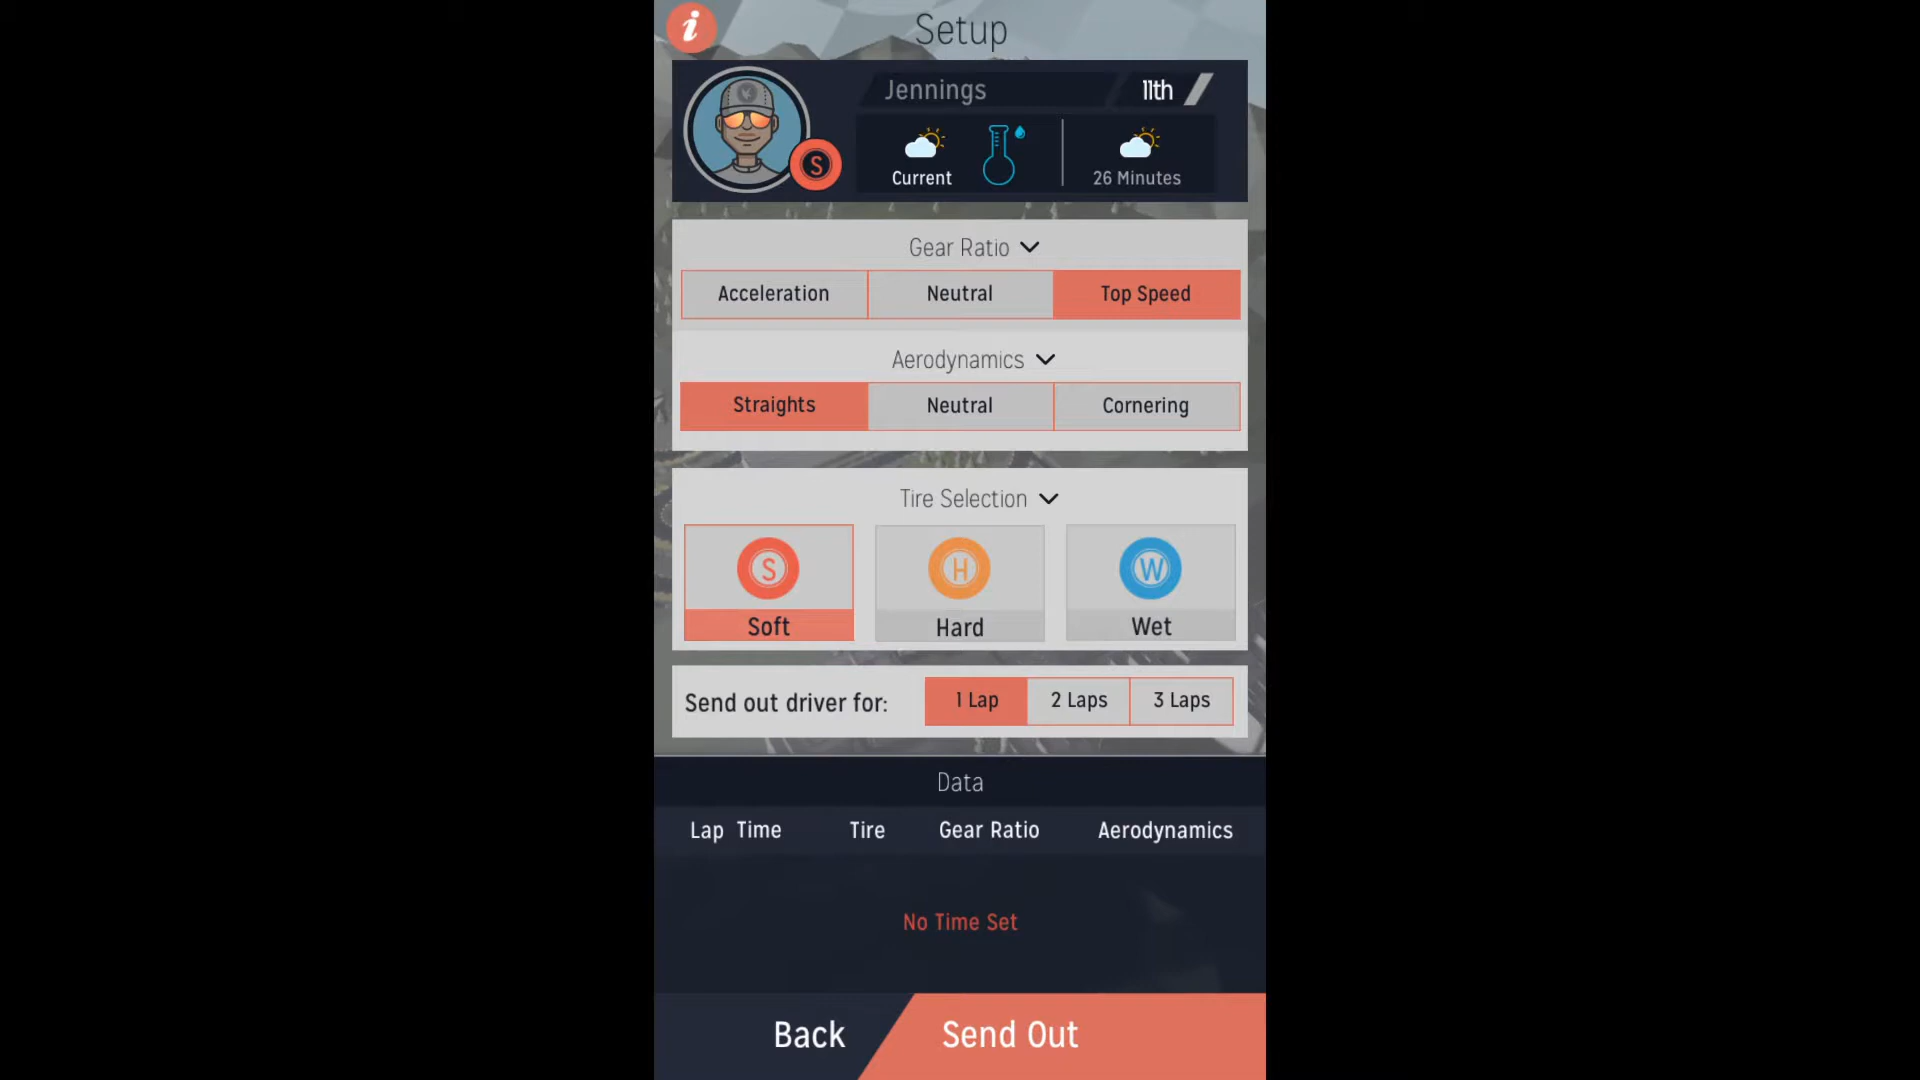 i
Setup
Jennings
11th
S
Current
26 Minutes
Gear Ratio
Acceleration
Neutral
Top Speed
Aerodynamics
Straights
Neutral
Cornering
Tire Selection
S
H
W
Soft
Hard
Wet
Send out driver for:
1 Lap
2 Laps
3 Laps
Data
Lap Time
Tire
Gear Ratio
Aerodynamics
No Time Set
Back
Send Out